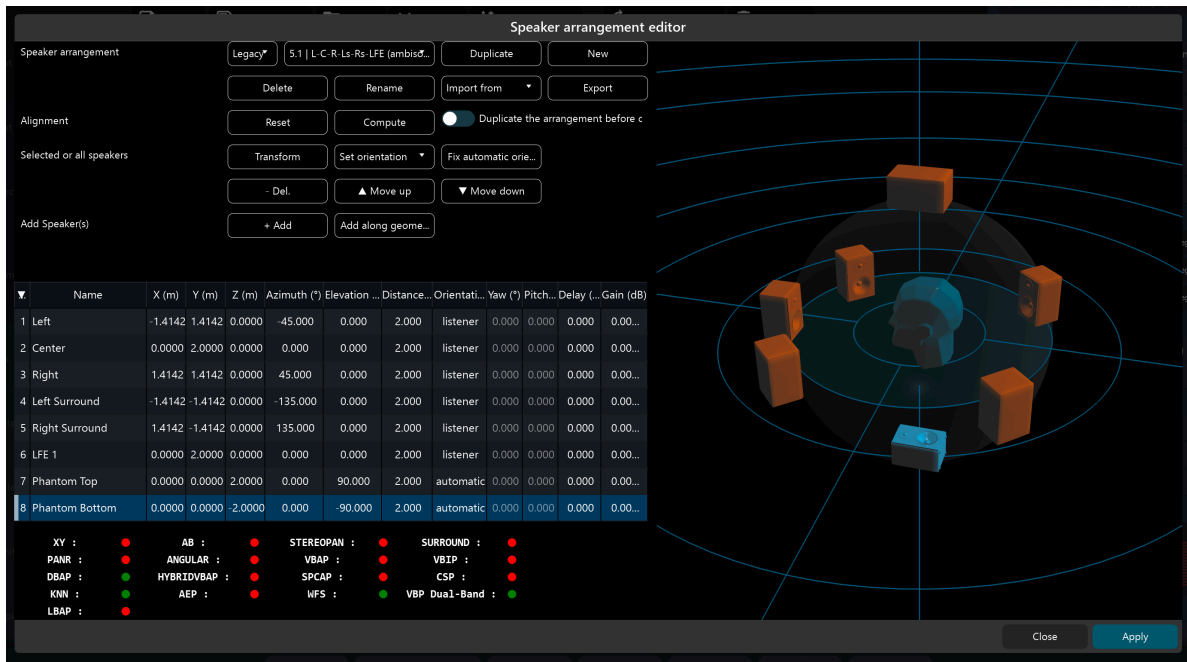 Speaker arrangement editor
Speaker arrangement Legacy 5.1 | L-C-R-Ls-Rs-LFE (ambiso... Duplicate New
Delete Rename Import from Export
Alignment Reset Compute Duplicate the arrangement before c
Selected or all speakers Transform Set orientation Fix automatic orie...
- Del. ▲ Move up ▼ Move down
Add Speaker(s) + Add Add along geome...
Name X (m) Y (m) Z (m) Azimuth (°) Elevation ... Distance... Orientati... Yaw (°) Pitch... Delay (... Gain (dB)
1 Left -1.4142 1.4142 0.0000 -45.000 0.000 2.000 listener 0.000 0.000 0.000 0.00...
2 Center 0.0000 2.0000 0.0000 0.000 0.000 2.000 listener 0.000 0.000 0.000 0.00...
3 Right 1.4142 1.4142 0.0000 45.000 0.000 2.000 listener 0.000 0.000 0.000 0.00...
4 Left Surround -1.4142 -1.4142 0.0000 -135.000 0.000 2.000 listener 0.000 0.000 0.000 0.00...
5 Right Surround 1.4142 -1.4142 0.0000 135.000 0.000 2.000 listener 0.000 0.000 0.000 0.00...
6 LFE 1 0.0000 2.0000 0.0000 0.000 0.000 2.000 listener 0.000 0.000 0.000 0.00...
7 Phantom Top 0.0000 0.0000 2.0000 0.000 90.000 2.000 automatic 0.000 0.000 0.000 0.00...
8 Phantom Bottom 0.0000 0.0000 -2.0000 0.000 -90.000 2.000 automatic 0.000 0.000 0.000 0.00...
XY : AB : STEREOPAN : SURROUND :
PANR : ANGULAR : VBAP : VBIP :
DBAP : HYBRIDVBAP : SPCAP : CSP :
KNN : AEP : WFS : VBP Dual-Band :
LBAP :
Close Apply